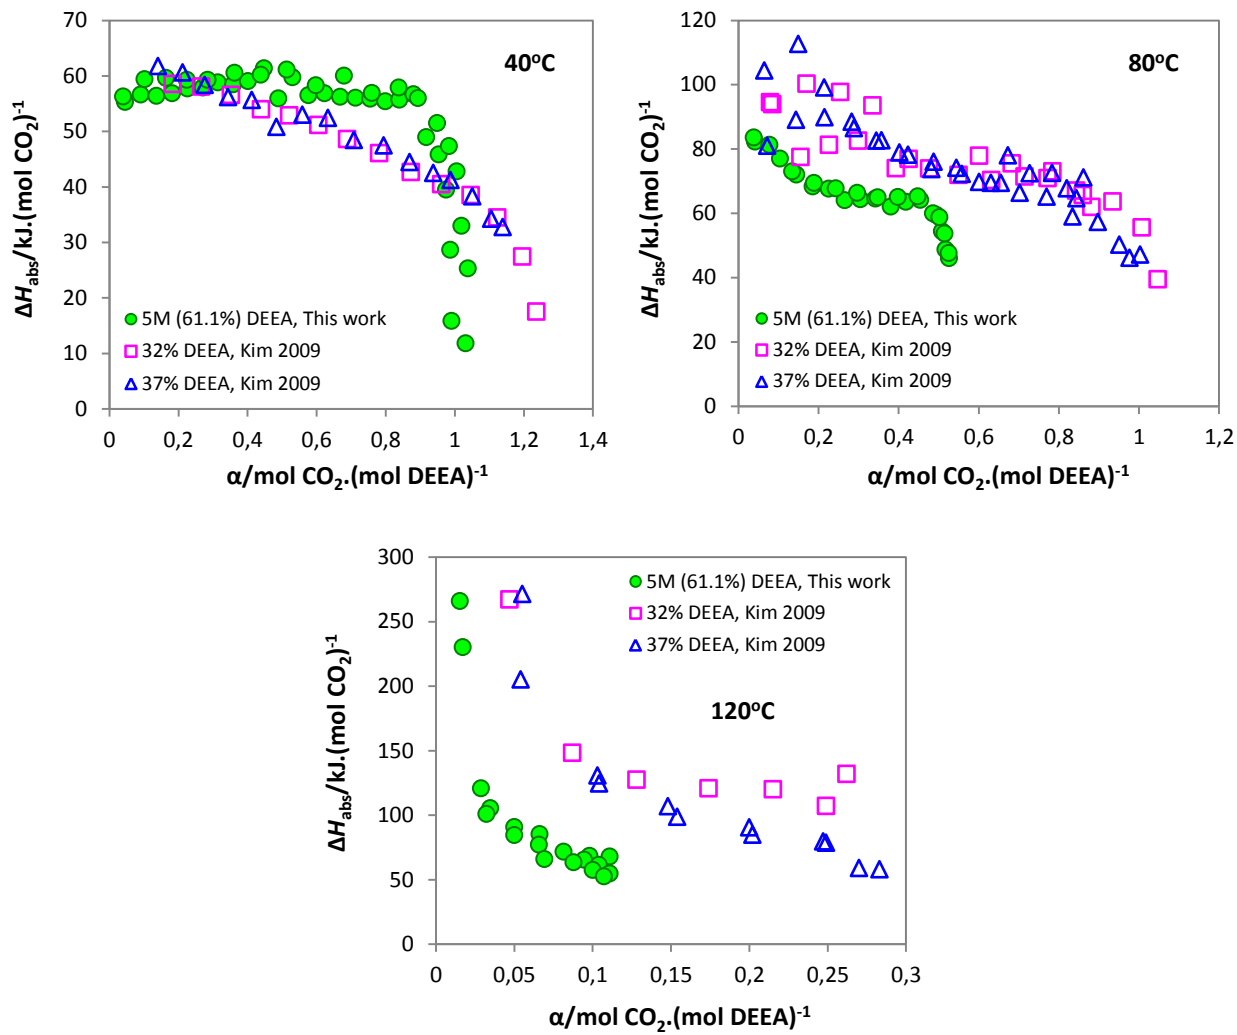 70
60
50
40
30
20
10
0
ΔH_abs/kJ.(mol CO₂)⁻¹
40°C
5M (61.1%) DEEA, This work
32% DEEA, Kim 2009
37% DEEA, Kim 2009
0 0,2 0,4 0,6 0,8 1 1,2 1,4
α/mol CO₂.(mol DEEA)⁻¹
120
100
80
60
40
20
0
ΔH_abs/kJ.(mol CO₂)⁻¹
80°C
5M (61.1%) DEEA, This work
32% DEEA, Kim 2009
37% DEEA, Kim 2009
0 0,2 0,4 0,6 0,8 1 1,2
α/mol CO₂.(mol DEEA)⁻¹
300
250
200
150
100
50
0
ΔH_abs/kJ.(mol CO₂)⁻¹
5M (61.1%) DEEA, This work
32% DEEA, Kim 2009
37% DEEA, Kim 2009
120°C
0 0,05 0,1 0,15 0,2 0,25 0,3
α/mol CO₂.(mol DEEA)⁻¹